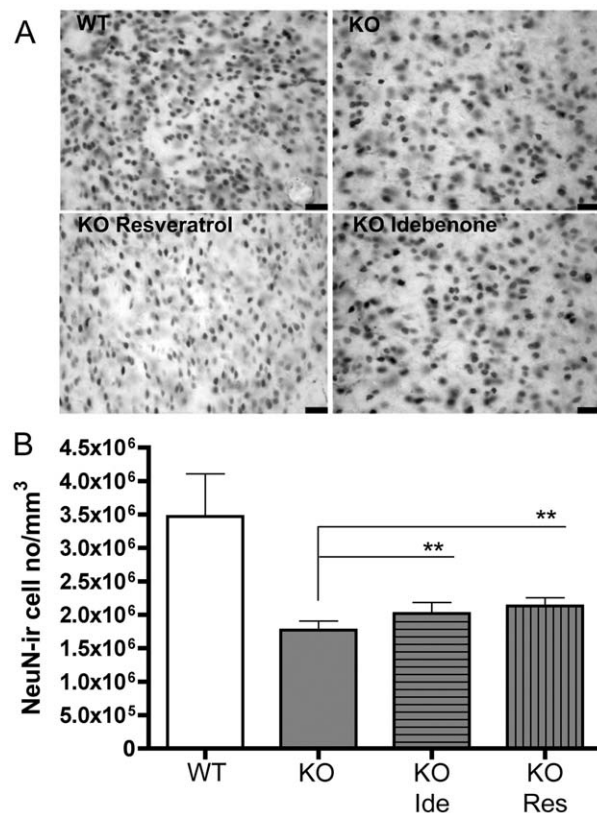 A
WT
KO
KO Resveratrol
KO Idebenone
B
NeuN-ir cell no/mm³
4.5x10⁶
4.0x10⁶
3.5x10⁶
3.0x10⁶
2.5x10⁶
2.0x10⁶
1.5x10⁶
1.0x10⁶
5.0x10⁵
0
**
**
WT
KO
KO Ide
KO Res